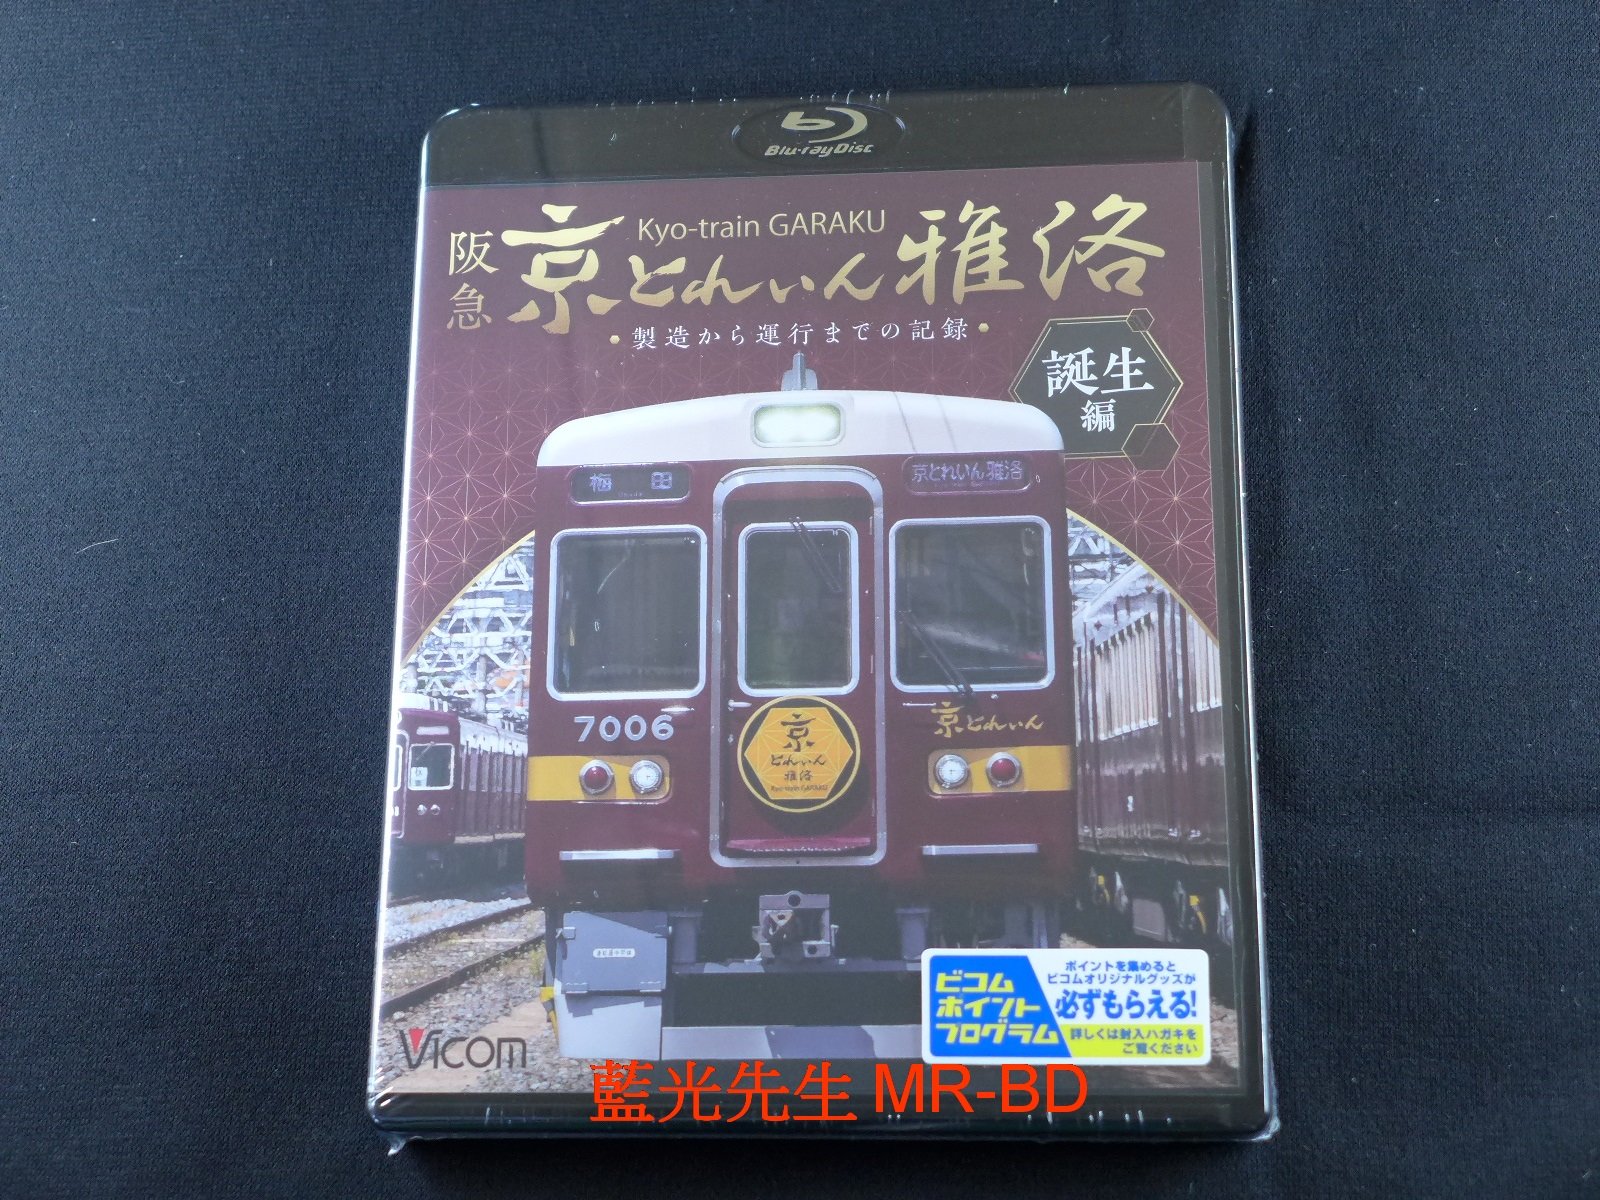 Blu-ray Disc
Kyo-train GARAKU
阪急
京とれいん 雅洛
製造から運行までの記録
誕生
編
梅田
京とれいん 雅洛
7006
京とれいん
京
とれいん
雅洛
Kyo-train GARAKU
Vicom
ビコム
ポイント
プログラム
ポイントを集めると
ビコムオリジナルグッズが
必ずもらえる!
詳しくは封入ハガキを
ご覧ください
藍光先生 MR-BD